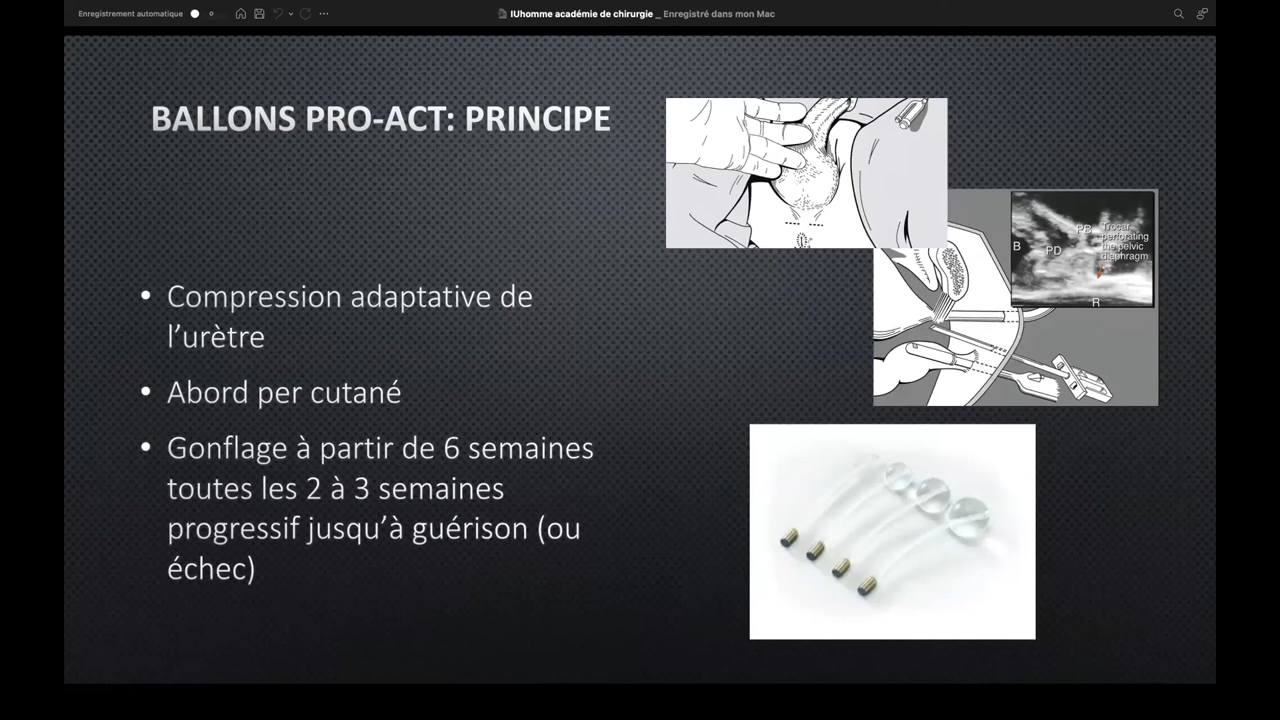 Enregistrement automatique
IUhomme académie de chirurgie _ Enregistré dans mon Mac
BALLONS PRO-ACT: PRINCIPE
• Compression adaptative de
l’urètre
• Abord per cutané
• Gonflage à partir de 6 semaines
toutes les 2 à 3 semaines
progressif jusqu’à guérison (ou
échec)
B
PD
PB
Trocar
perforating
the pelvic
diaphragm
R